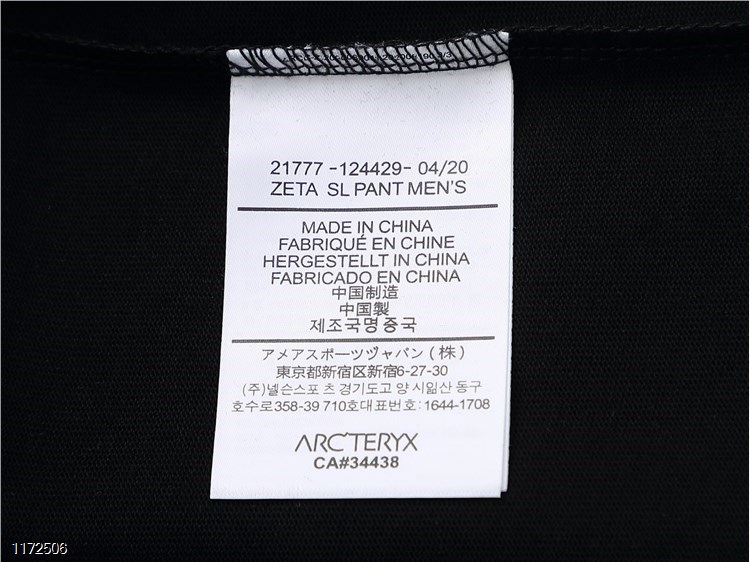 21777 -124429- 04/20
ZETA SL PANT MEN'S
MADE IN CHINA
FABRIQUÉ EN CHINE
HERGESTELLT IN CHINA
FABRICADO EN CHINA
中国制造
中国製
제조국명중국
アメアスポーツヅャパン(株)
東京都新宿区新宿6-27-30
(주)넬슨스포 츠 경기도고 양 시잆산 동구
호수로358-39 710호대표번호: 1644-1708
ARC'TERYX
CA#34438
1172506